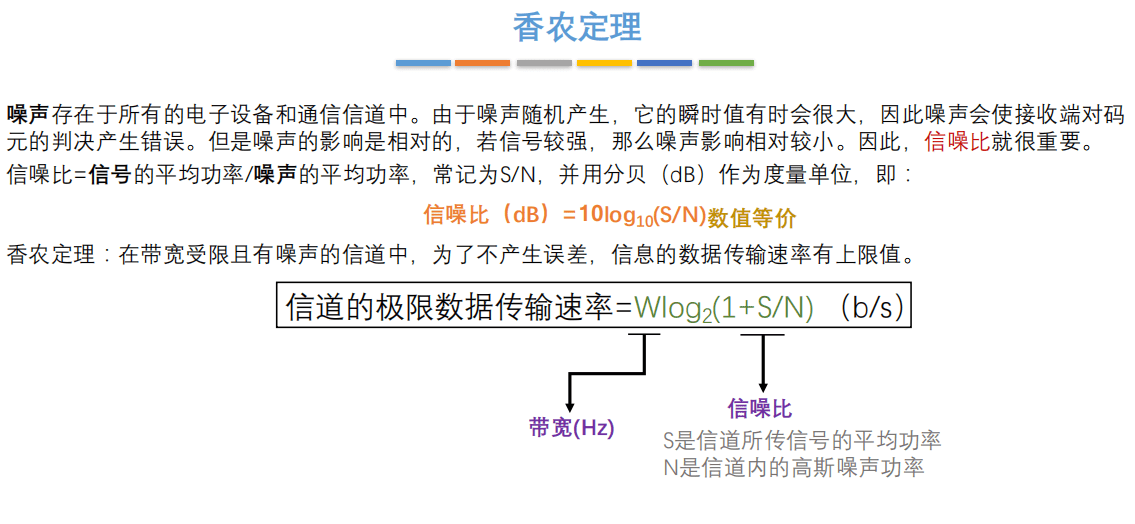 香农定理
噪声存在于所有的电子设备和通信信道中。由于噪声随机产生，它的瞬时值有时会很大，因此噪声会使接收端对码
元的判决产生错误。但是噪声的影响是相对的，若信号较强，那么噪声影响相对较小。因此，信噪比就很重要。
信噪比=信号的平均功率/噪声的平均功率，常记为S/N，并用分贝（dB）作为度量单位，即：
信噪比（dB）=10log₁₀(S/N)数值等价
香农定理：在带宽受限且有噪声的信道中，为了不产生误差，信息的数据传输速率有上限值。
信道的极限数据传输速率=Wlog₂(1+S/N) （b/s）
带宽(Hz)
信噪比
S是信道所传信号的平均功率
N是信道内的高斯噪声功率